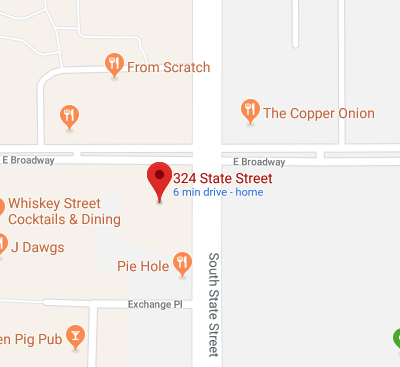 From Scratch
The Copper Onion
E Broadway
E Broadway
324 State Street
6 min drive - home
Whiskey Street
Cocktails & Dining
J Dawgs
Pie Hole
South State Street
Exchange Pl
en Pig Pub